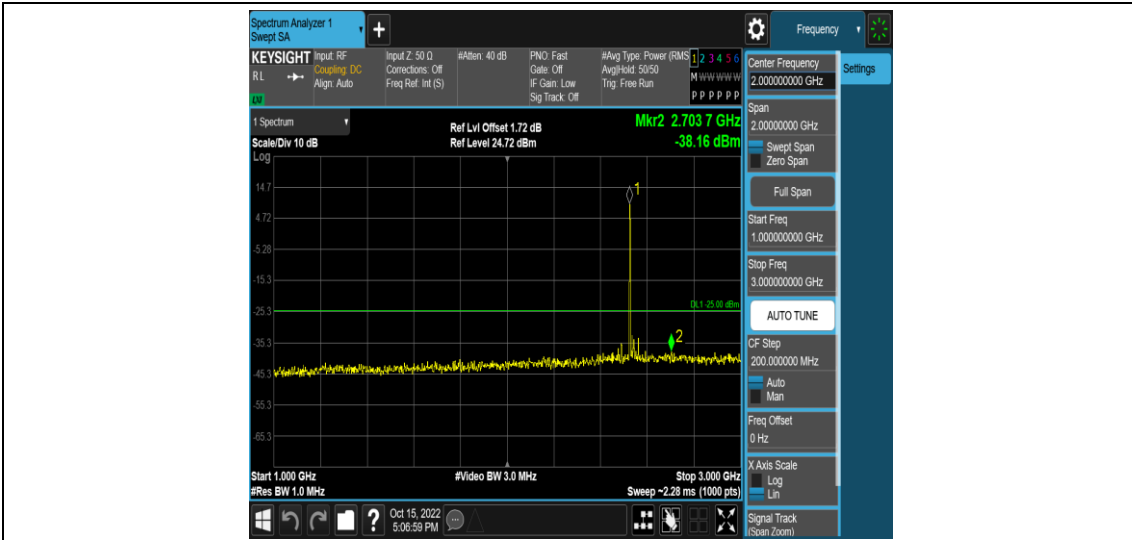 Spectrum Analyzer 1
Swept SA
+
Frequency
KEYSIGHT
RL
LXI
Input: RF
Coupling: DC
Align: Auto
Input Z: 50 Ω
Corrections: Off
Freq Ref: Int (S)
#Atten: 40 dB
PNO: Fast
Gate: Off
IF Gain: Low
Sig Track: Off
#Avg Type: Power (RMS
Avg|Hold: 50/50
Trig: Free Run
1 2 3 4 5 6
M W W W W W
P P P P P P
Center Frequency
2.000000000 GHz
Settings
Span
2.00000000 GHz
Swept Span
Zero Span
Full Span
Start Freq
1.000000000 GHz
Stop Freq
3.000000000 GHz
AUTO TUNE
CF Step
200.000000 MHz
Auto
Man
Freq Offset
0 Hz
X Axis Scale
Log
Lin
Signal Track
(Span Zoom)
1 Spectrum
Scale/Div 10 dB
Log
Ref Lvl Offset 1.72 dB
Ref Level 24.72 dBm
Mkr2 2.703 7 GHz
-38.16 dBm
14.7
4.72
-5.28
-15.3
-25.3
-35.3
-45.3
-55.3
-65.3
1
DL1 -25.00 dBm
2
Start 1.000 GHz
#Res BW 1.0 MHz
#Video BW 3.0 MHz
Stop 3.000 GHz
Sweep ~2.28 ms (1000 pts)
?
Oct 15, 2022
5:06:59 PM